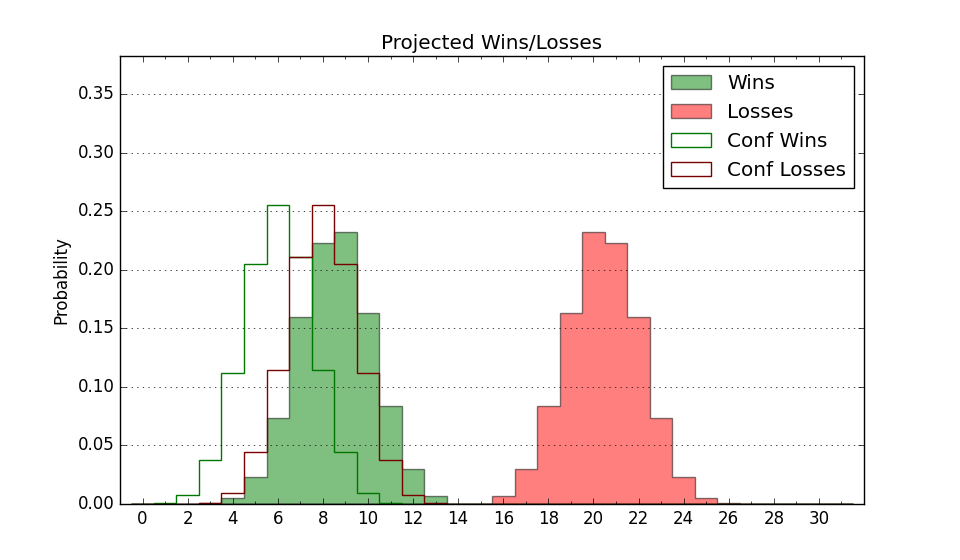 Projected Wins/Losses
Wins
Losses
Conf Wins
Conf Losses
Probability
0.35
0.30
0.25
0.20
0.15
0.10
0.05
0.00
0 2 4 6 8 10 12 14 16 18 20 22 24 26 28 30